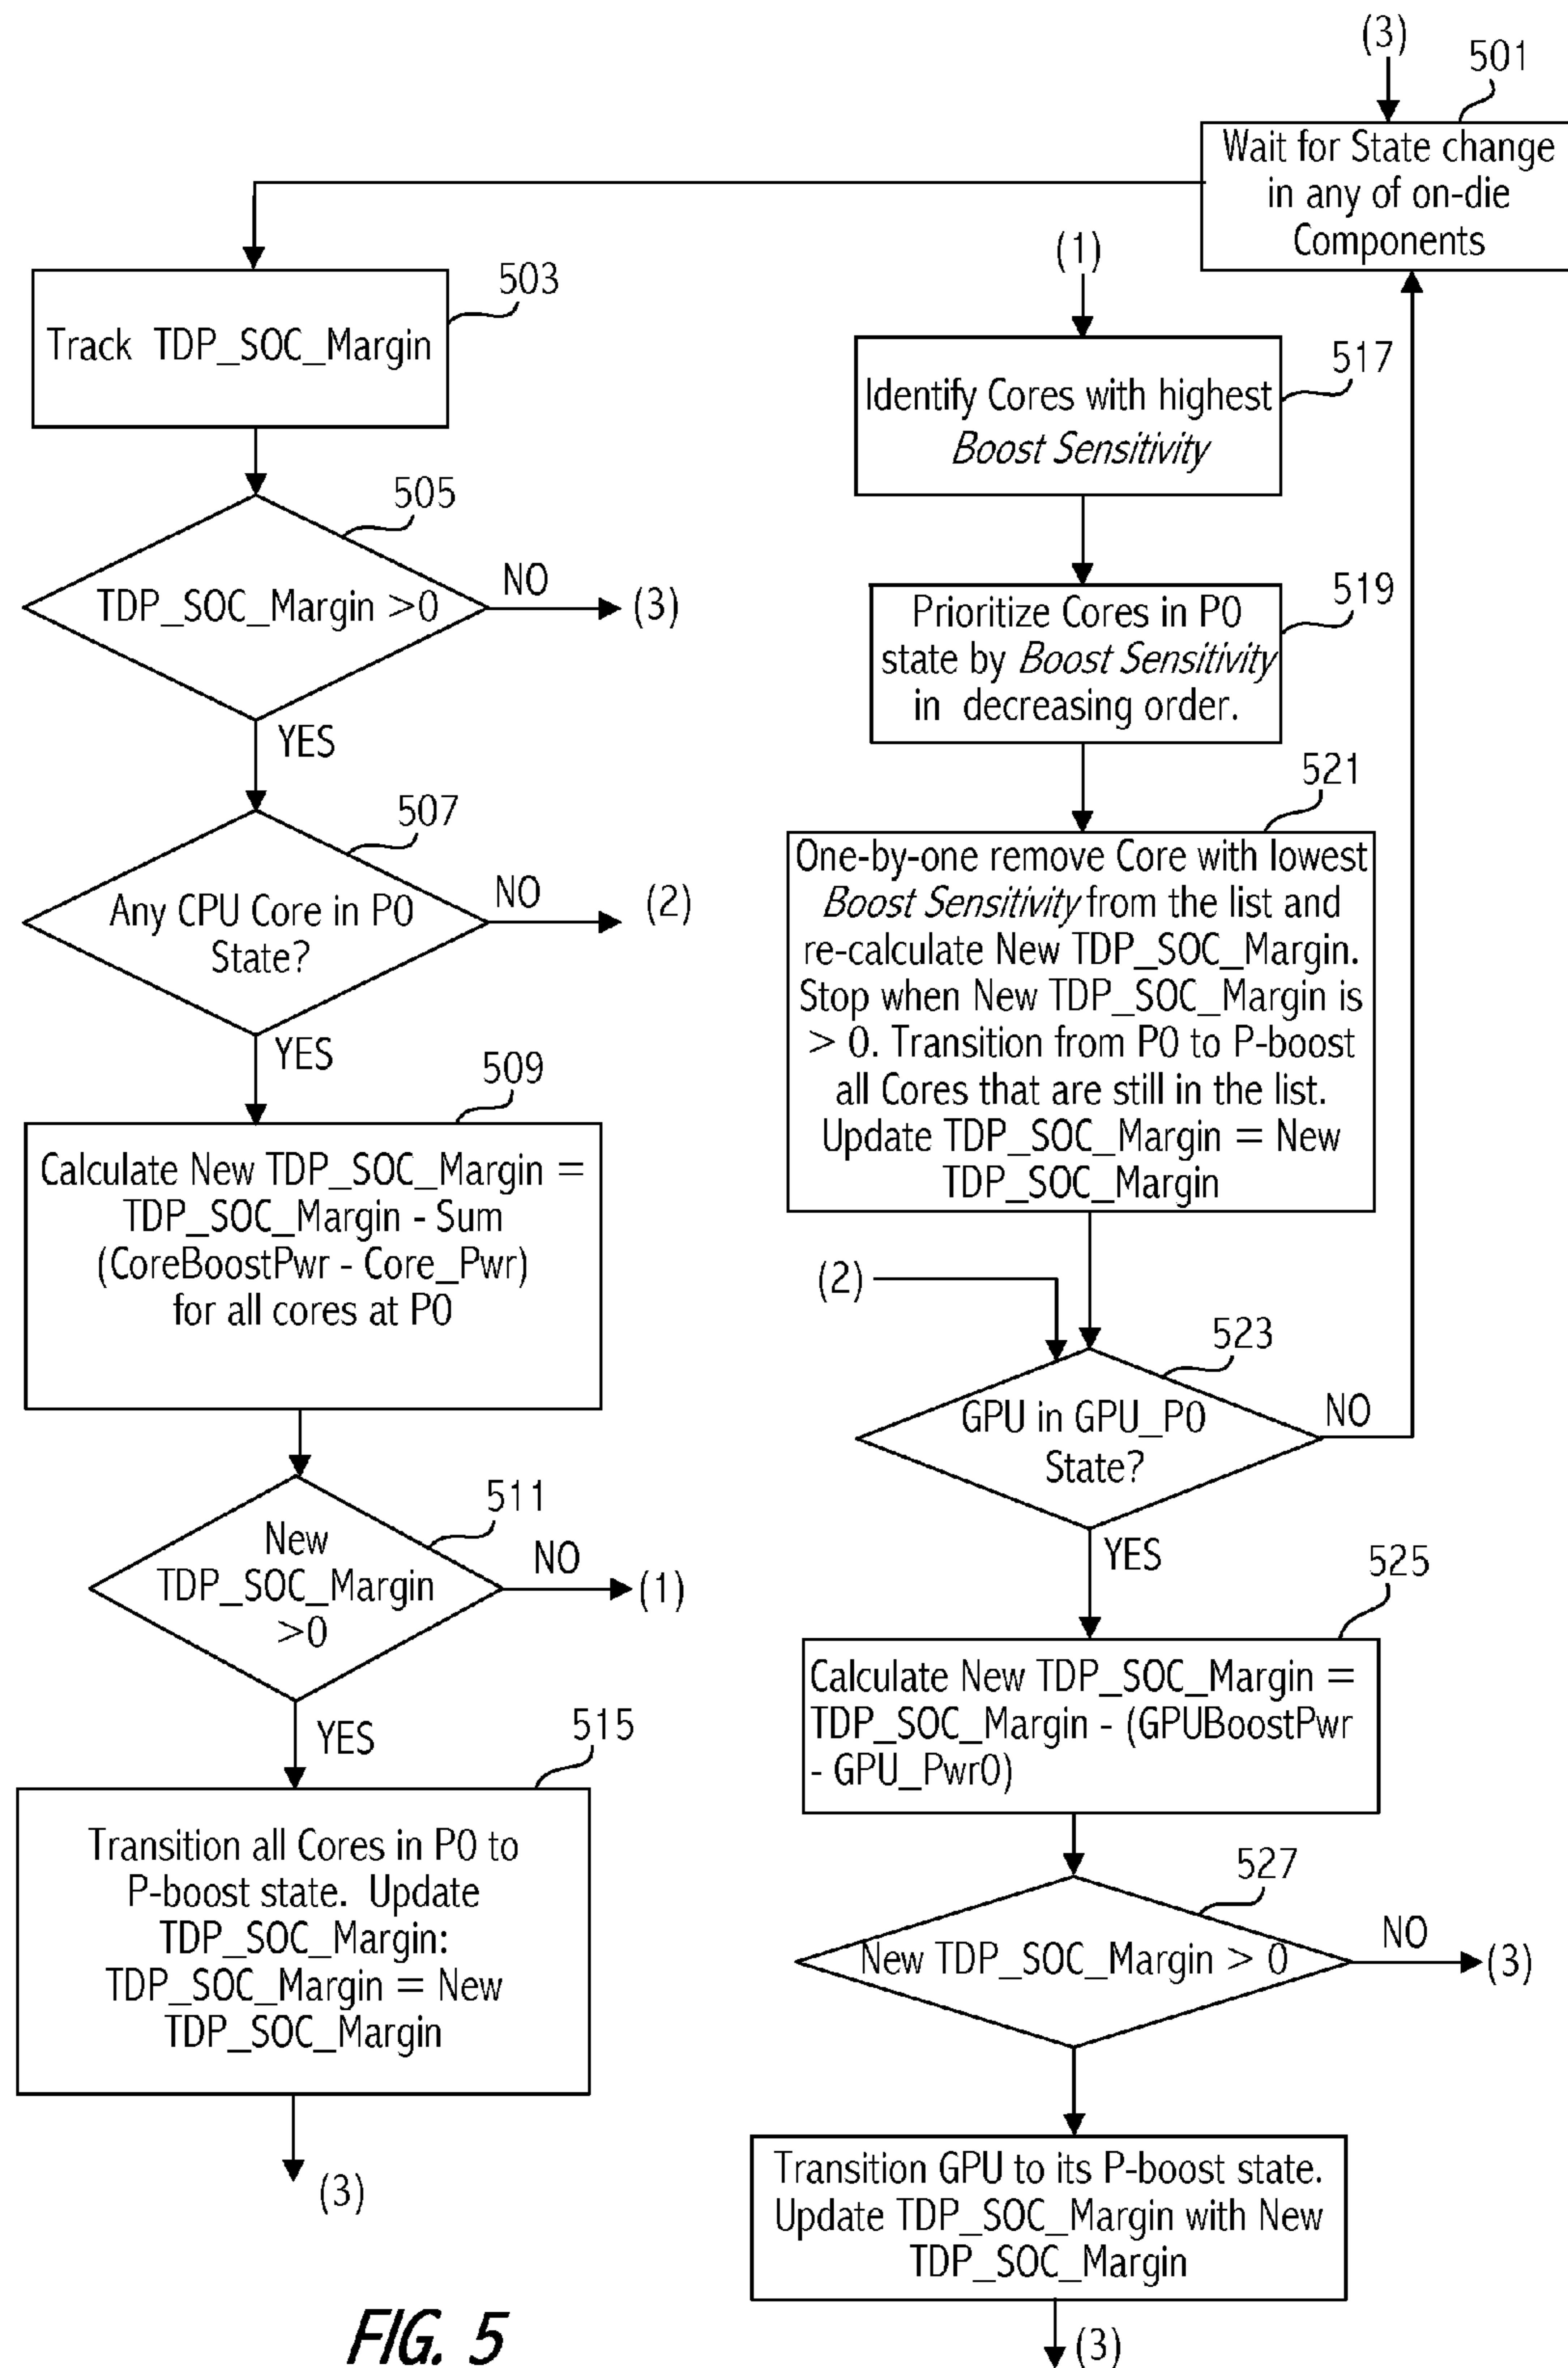 (3)
501
Wait for State change
in any of on-die
Components
503
Track TDP_SOC_Margin
505
TDP_SOC_Margin >0
NO
(3)
YES
507
Any CPU Core in P0
State?
NO
(2)
YES
509
Calculate New TDP_SOC_Margin =
TDP_SOC_Margin - Sum
(CoreBoostPwr - Core_Pwr)
for all cores at P0
511
New
TDP_SOC_Margin
>0
NO
(1)
YES
515
Transition all Cores in P0 to
P-boost state. Update
TDP_SOC_Margin:
TDP_SOC_Margin = New
TDP_SOC_Margin
(3)
(1)
517
Identify Cores with highest
Boost Sensitivity
519
Prioritize Cores in P0
state by Boost Sensitivity
in decreasing order.
521
One-by-one remove Core with lowest
Boost Sensitivity from the list and
re-calculate New TDP_SOC_Margin.
Stop when New TDP_SOC_Margin is
> 0. Transition from P0 to P-boost
all Cores that are still in the list.
Update TDP_SOC_Margin = New
TDP_SOC_Margin
(2)
523
GPU in GPU_P0
State?
NO
YES
525
Calculate New TDP_SOC_Margin =
TDP_SOC_Margin - (GPUBoostPwr
- GPU_Pwr0)
527
New TDP_SOC_Margin > 0
NO
(3)
Transition GPU to its P-boost state.
Update TDP_SOC_Margin with New
TDP_SOC_Margin
(3)
FIG. 5